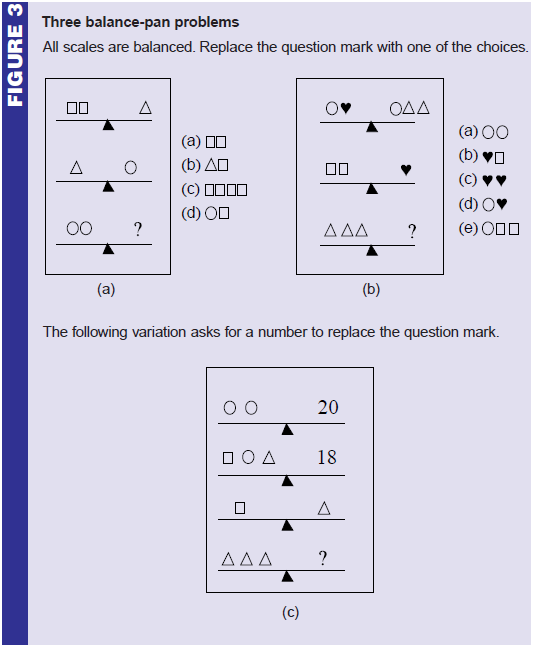 FIGURE 3
Three balance-pan problems
All scales are balanced. Replace the question mark with one of the choices.
□□ △
△ ○
○○ ?
(a) □□
(b) △□
(c) □□□□
(d) ○□
(a)
○♥ ○△△
□□ ♥
△△△ ?
(a) ○○
(b) ♥□
(c) ♥♥
(d) ○♥
(e) ○□□
(b)
The following variation asks for a number to replace the question mark.
○ ○ 20
□ ○ △ 18
□ △
△ △ △ ?
(c)